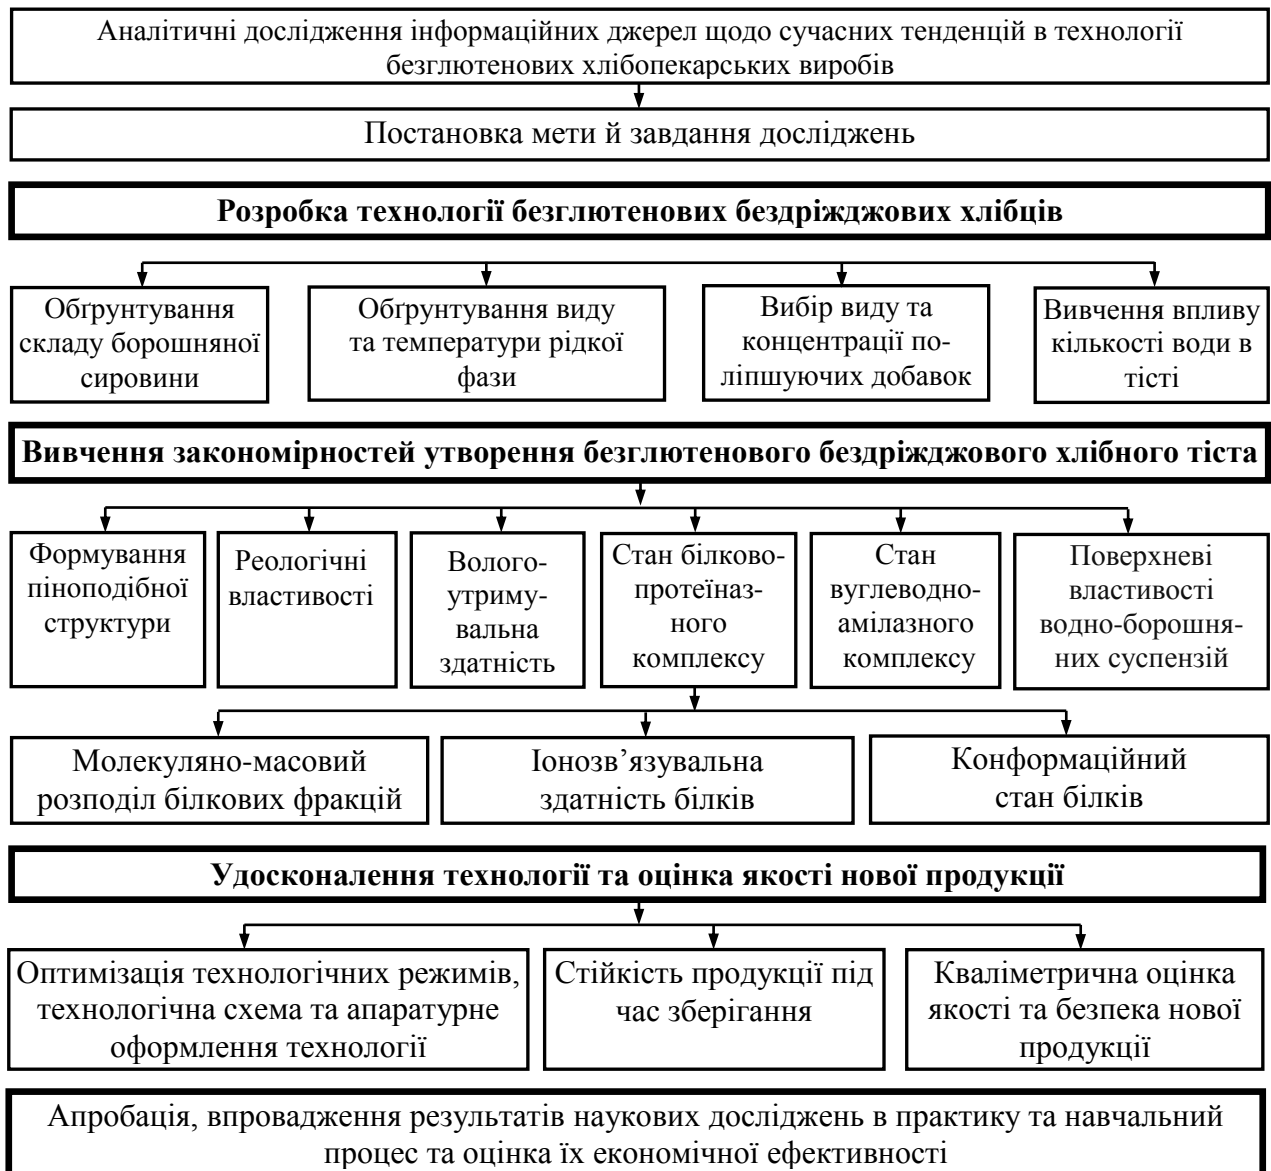 Аналітичні дослідження інформаційних джерел щодо сучасних тенденцій в технології
безглютенових хлібопекарських виробів
Постановка мети й завдання досліджень
Розробка технології безглютенових бездріжджових хлібців
Обґрунтування
складу борошняної
сировини
Обґрунтування виду
та температури рідкої
фази
Вибір виду та
концентрації по-
ліпшуючих добавок
Вивчення впливу
кількості води в
тісті
Вивчення закономірностей утворення безглютенового бездріжджового хлібного тіста
Формування
піноподібної
структури
Реологічні
властивості
Волого-
утриму-
вальна
здатність
Стан білково-
протеїназ-
ного
комплексу
Стан
вуглеводно-
амілазного
комплексу
Поверхневі
властивості
водно-борошня-
них суспензій
Молекуляно-масовий
розподіл білкових фракцій
Іонозв’язувальна
здатність білків
Конформаційний
стан білків
Удосконалення технології та оцінка якості нової продукції
Оптимізація технологічних режимів,
технологічна схема та апаратурне
оформлення технології
Стійкість продукції під
час зберігання
Кваліметрична оцінка
якості та безпека нової
продукції
Апробація, впровадження результатів наукових досліджень в практику та навчальний
процес та оцінка їх економічної ефективності